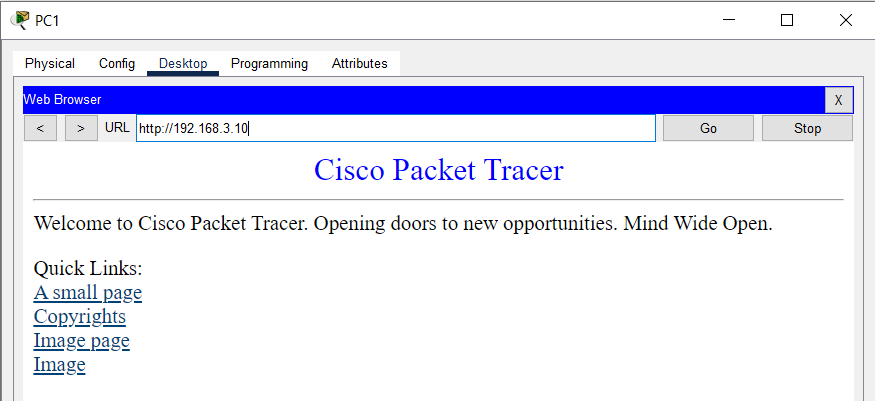 PC1
Physical Config Desktop Programming Attributes
Web Browser X
< > URL http://192.168.3.10 Go Stop
Cisco Packet Tracer
Welcome to Cisco Packet Tracer. Opening doors to new opportunities. Mind Wide Open.
Quick Links:
A small page
Copyrights
Image page
Image